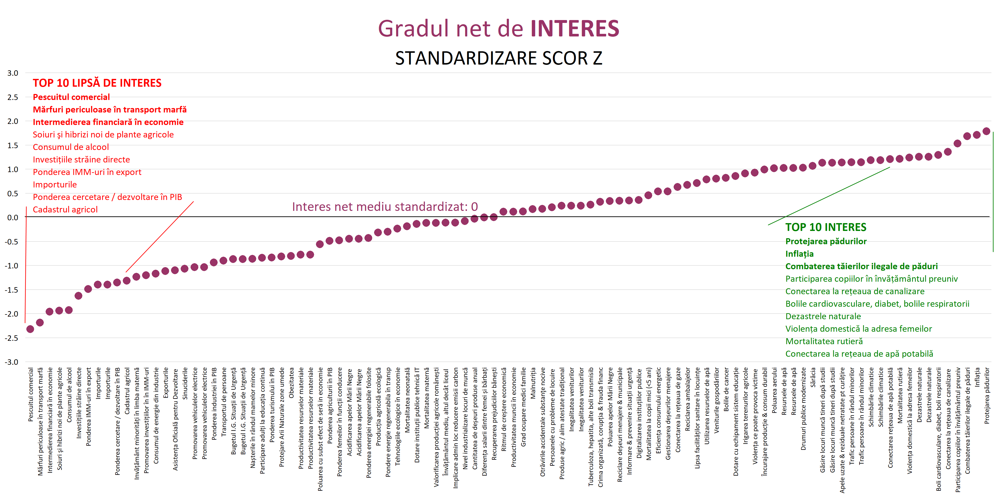 Gradul net de INTERES
STANDARDIZARE SCOR Z
3.0
2.5
2.0
1.5
1.0
0.5
0.0
-0.5
-1.0
-1.5
-2.0
-2.5
-3.0
TOP 10 LIPSĂ DE INTERES
Pescuitul comercial
Mărfuri periculoase în transport marfă
Intermedierea financiară în economie
Soiuri şi hibrizi noi de plante agricole
Consumul de alcool
Investițiile străine directe
Ponderea IMM-uri în export
Importurile
Ponderea cercetare / dezvoltare în PIB
Cadastrul agricol
Interes net mediu standardizat: 0
TOP 10 INTERES
Protejarea pădurilor
Inflația
Combaterea tăierilor ilegale de păduri
Participarea copiilor în învățământul preuniv
Conectarea la rețeaua de canalizare
Bolile cardiovasculare, diabet, bolile respiratorii
Dezastrele naturale
Violența domestică la adresa femeilor
Mortalitatea rutieră
Conectarea la rețeaua de apă potabilă
Pescuitul comercial
Mărfuri periculoase în transport marfă
Intermedierea financiară în economie
Soiuri şi hibrizi noi de plante agricole
Consumul de alcool
Investițiile străine directe
Ponderea IMM-uri în export
Importurile
Importurile
Ponderea cercetare / dezvoltare în PIB
Cadastrul agricol
Invățământ minorități în limba maternă
Promovarea investițiilor în în IMM-uri
Consumul de energie din industrie
Exporturile
Asistența Oficială pentru Dezvoltare
Sinuciderile
Promovarea vehiculelor electrice
Promovarea vehiculelor electrice
Ponderea industriei în PIB
Transportul de persoane
Bugetul I.G. Situații de Urgență
Bugetul I.G. Situații de Urgență
Nașterile în rândul mamelor minore
Participare adulți la educația continuă
Ponderea turismului în PIB
Protejare Arii Naturale zone umede
Obezitatea
Productivitatea resurselor materiale
Productivitatea resurselor materiale
Poluarea cu subst efect de seră in economie
Ponderea agriculturii în PIB
Ponderea femeilor în funcții conducere
Acidificarea apelor Mării Negre
Acidificarea apelor Mării Negre
Ponderea energiei regenerabile folosite
Producția agricolă ecologică
Pondere energie regenerabila în transp
Tehnologiile ecologice în economie
Mortalitatea neonatală
Dotare instituții publice tehnică IT
Mortalitatea maternă
Valorificarea producției agricole românești
Învățământul mediu, altul decât liceul
Implicare admin loc reducere emisii carbon
Nivel industrializare locuri de muncă
Cantitatea de deșeuri produse anual
Diferența salarii dintre femei și bărbați
Recuperarea prejudiciilor bănești
Ritmul de creștere economică
Productivitatea muncii în economie
Grad ocupare medici familie
Malnutriția
Otrăvirile accidentale substanțe nocive
Persoanele cu probleme de locuire
Produse agric / alim atestate tradițional
Inegalitatea veniturilor
Inegalitatea veniturilor
Tuberculoza, hepatita, alte boli transmisib
Crima organizată, corupția & frauda financ
Poluarea apelor Mării Negre
Reciclare deșeuri menajere & municipale
Informare & prevenire situații urgență
Digitalizarea instituțiilor publice
Mortalitatea la copii mici (<5 ani)
Eficiența consumului energetic
Gestionarea deșeurilor menajere
Conectarea la rețeaua de gaze
Reciclarea ambalajelor
Lipsa facilităților sanitare în locuințe
Utilizarea resurselor de apă
Veniturile gospodăriilor
Bolile de cancer
Dotare cu echipament sistem educație
Irigarea terenurilor agricole
Violența ce poate provoca victime
Încurajare producție & consum durabil
Poluarea aerului
Resursele de apă
Resursele de apă
Drumuri publice modernizate
Sărăcia
Găsire locuri muncă tineri după studii
Găsire locuri muncă tineri după studii
Apele uzate & reziduale netratate pt curățire
Trafic persoane în rândul minorilor
Trafic persoane în rândul minorilor
Schimbările climatice
Schimbările climatice
Conectarea rețeaua de apă potabilă
Mortalitatea rutieră
Violența domestică la adresa femeilor
Dezastrele naturale
Dezastrele naturale
Boli cardiovasculare, diabet, boli respiratorii
Conectarea la rețeaua de canalizare
Participarea copiilor în învățământul preuniv
Combaterea tăierilor ilegale de păduri
Inflația
Protejarea pădurilor